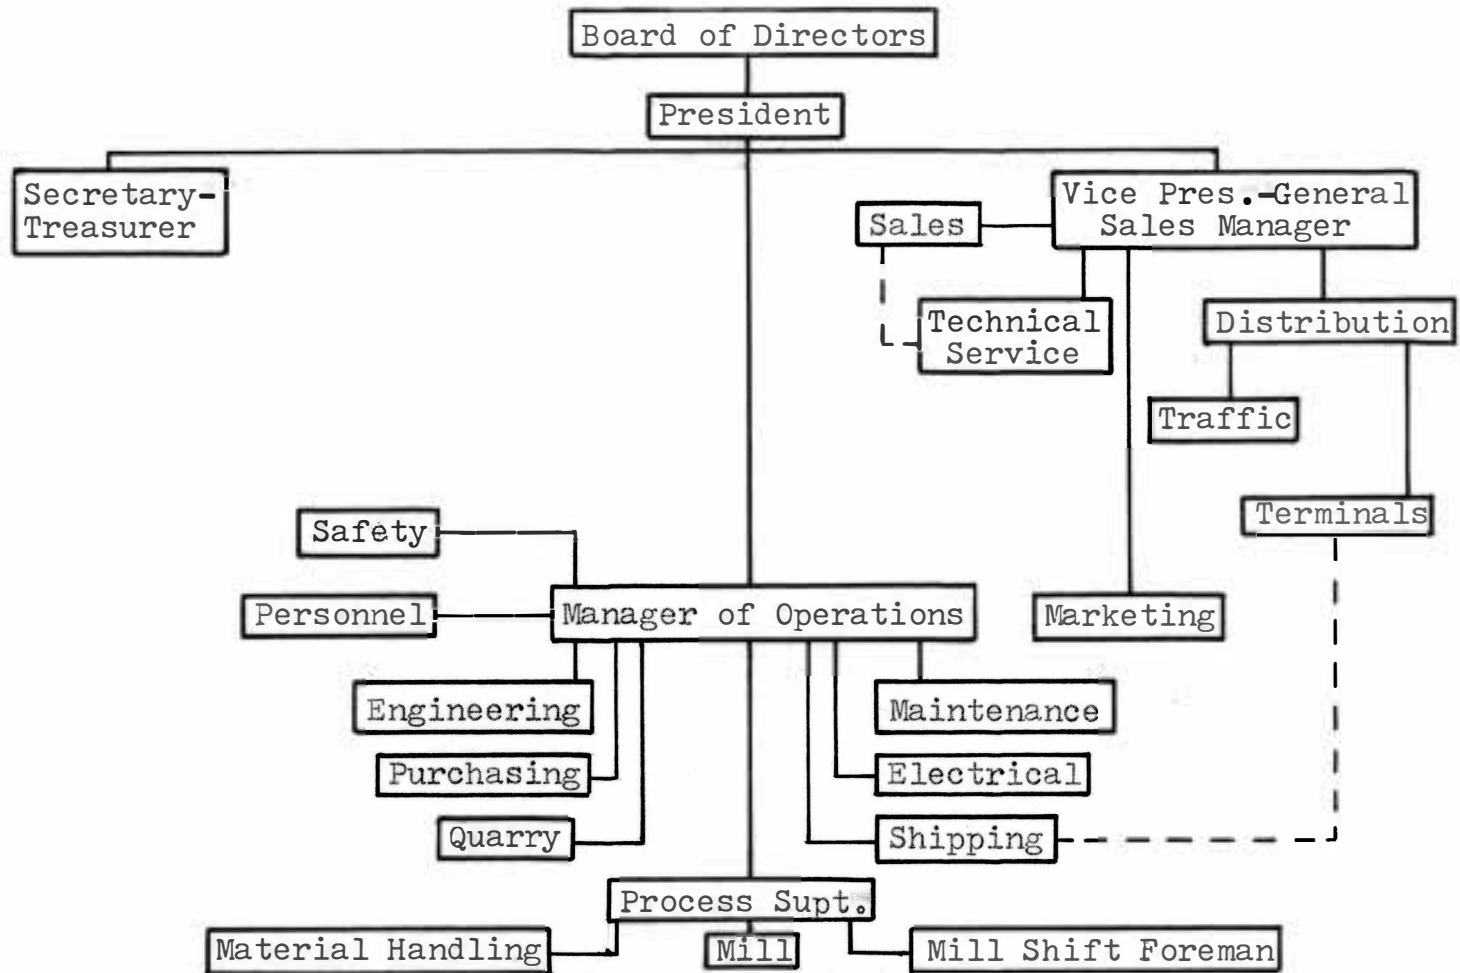 Board of Directors
President
Secretary-
Treasurer
Vice Pres.-General
Sales Manager
Sales
Technical
Service
Distribution
Traffic
Terminals
Safety
Personnel
Manager of Operations
Marketing
Engineering
Maintenance
Purchasing
Electrical
Quarry
Shipping
Process Supt.
Material Handling
Mill
Mill Shift Foreman